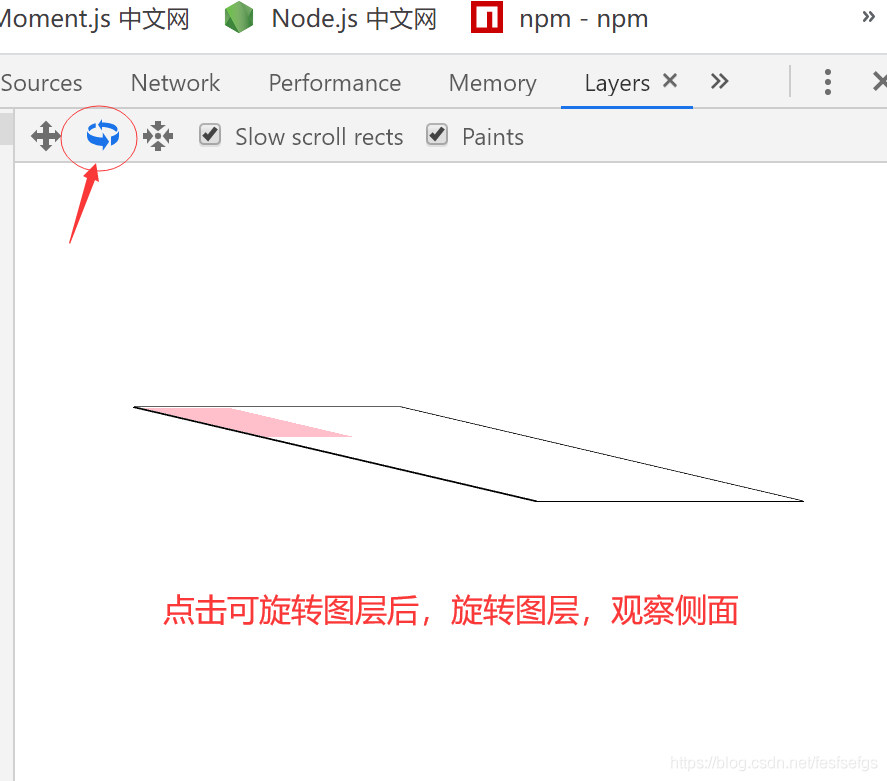 Moment.js 中文网 Node.js 中文网 npm - npm »
Sources Network Performance Memory Layers
Slow scroll rects Paints
点击可旋转图层后，旋转图层，观察侧面
https://blog.csdn.net/fesfsefgs